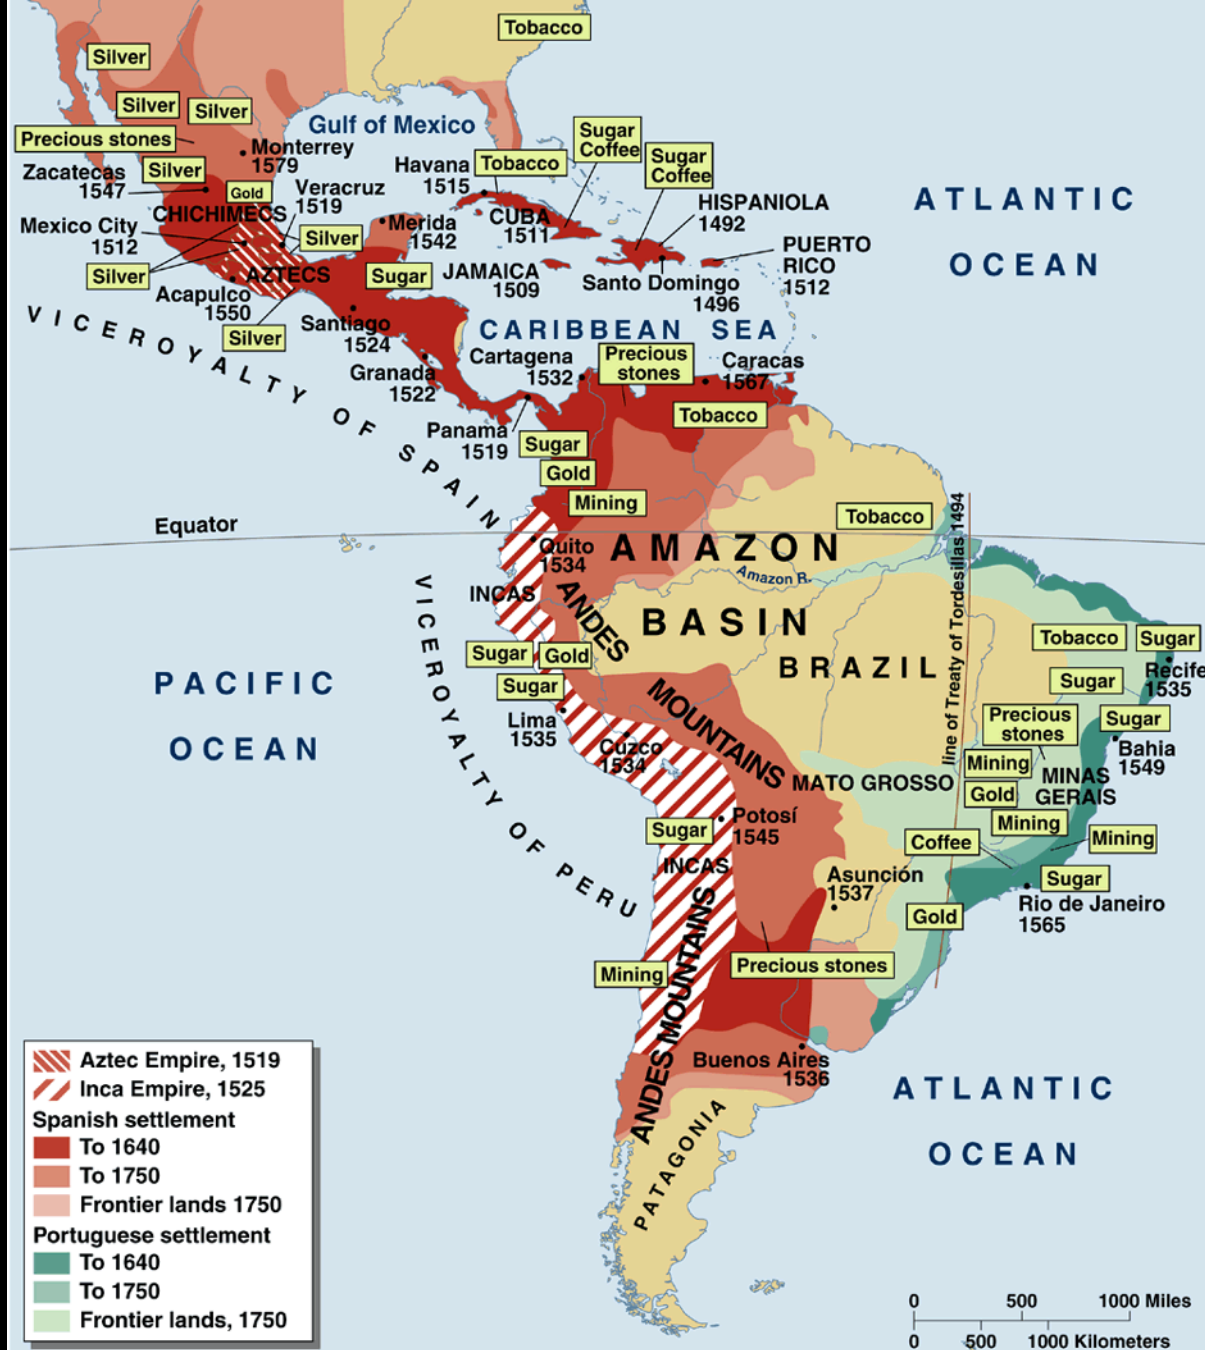 Tobacco
Silver
Silver
Silver
Precious stones
Gulf of Mexico
Monterrey
1579
Zacatecas
1547
Silver
Gold
Veracruz
1519
Havana
1515
Tobacco
Sugar
Coffee
Sugar
Coffee
CHICHIMECS
Mexico City
1512
Silver
Merida
1542
CUBA
1511
HISPANIOLA
1492
ATLANTIC
OCEAN
Silver
AZTECS
Sugar
JAMAICA
1509
Santo Domingo
1496
PUERTO
RICO
1512
Acapulco
1550
Silver
Santiago
1524
CARIBBEAN SEA
VICEROYALTY OF SPAIN
Granada
1522
Cartagena
1532
Precious
stones
Caracas
1567
Tobacco
Panama
1519
Sugar
Gold
Mining
Equator
Tobacco
Quito
1534
AMAZON
BASIN
Amazon R.
line of Treaty of Tordesillas 1494
INCAS
ANDES
MOUNTAINS
BRAZIL
VICEROYALTY OF PERU
Sugar
Gold
Sugar
Tobacco
Sugar
Recife
1535
Sugar
PACIFIC
OCEAN
Lima
1535
Cuzco
1534
Precious
stones
Sugar
Bahia
1549
Mining
MINAS
GERAIS
MATO GROSSO
Gold
Mining
Mining
Potosí
1545
Sugar
INCAS
Coffee
Asunción
1537
Sugar
Rio de Janeiro
1565
Gold
ANDES MOUNTAINS
Mining
Precious stones
Buenos Aires
1536
ATLANTIC
OCEAN
PATAGONIA
Aztec Empire, 1519
Inca Empire, 1525
Spanish settlement
To 1640
To 1750
Frontier lands 1750
Portuguese settlement
To 1640
To 1750
Frontier lands, 1750
0 500 1000 Miles
0 500 1000 Kilometers